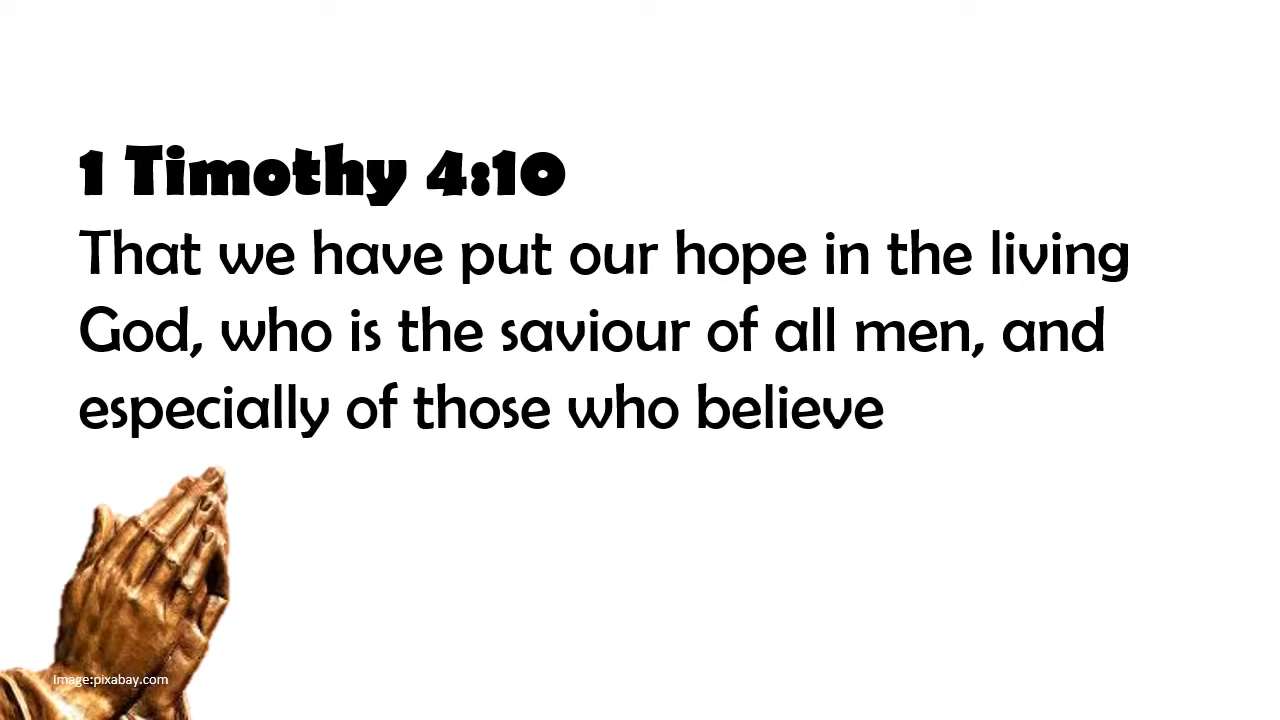 1 Timothy 4:10
That we have put our hope in the living
God, who is the saviour of all men, and
especially of those who believe
Image:pixabay.com